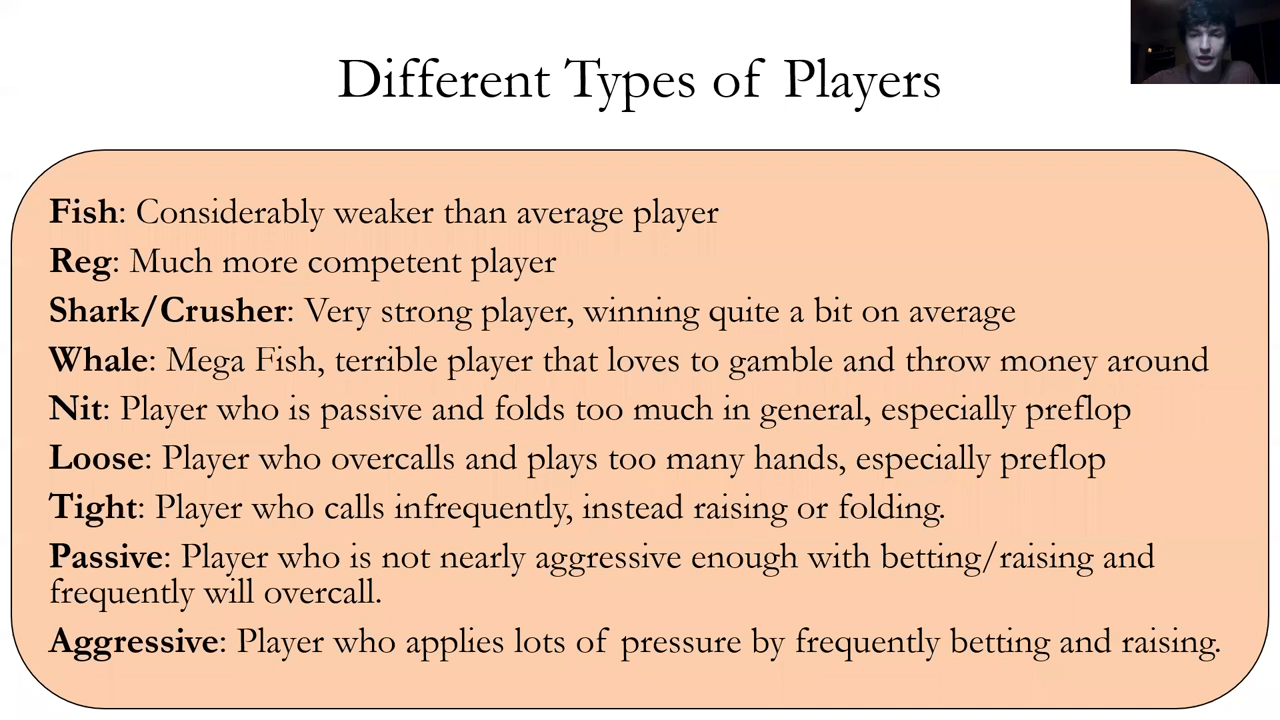 Different Types of Players
Fish: Considerably weaker than average player
Reg: Much more competent player
Shark/Crusher: Very strong player, winning quite a bit on average
Whale: Mega Fish, terrible player that loves to gamble and throw money around
Nit: Player who is passive and folds too much in general, especially preflop
Loose: Player who overcalls and plays too many hands, especially preflop
Tight: Player who calls infrequently, instead raising or folding.
Passive: Player who is not nearly aggressive enough with betting/raising and
frequently will overcall.
Aggressive: Player who applies lots of pressure by frequently betting and raising.